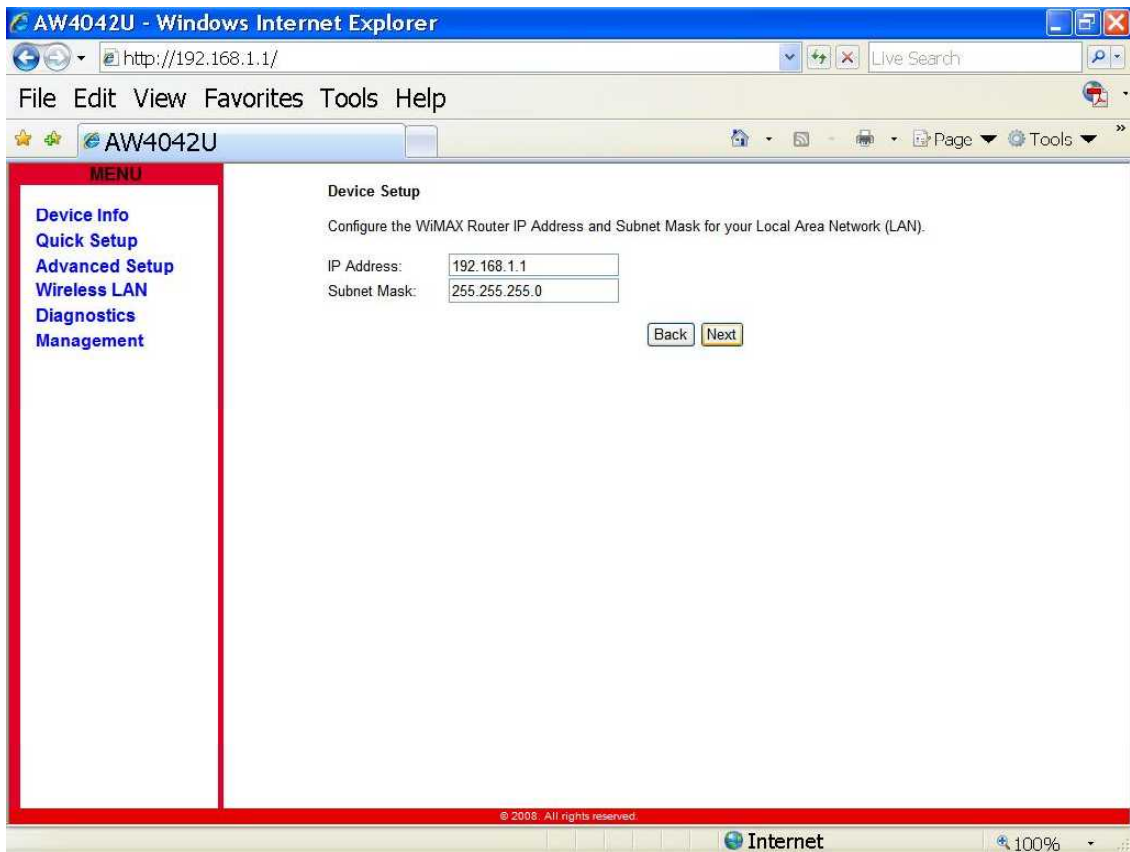 AW4042U - Windows Internet Explorer
http://192.168.1.1/
Live Search
File Edit View Favorites Tools Help
AW4042U
Page Tools »
MENU
Device Info
Quick Setup
Advanced Setup
Wireless LAN
Diagnostics
Management
Device Setup
Configure the WiMAX Router IP Address and Subnet Mask for your Local Area Network (LAN).
IP Address: 192.168.1.1
Subnet Mask: 255.255.255.0
Back Next
© 2008. All rights reserved.
Internet 100%